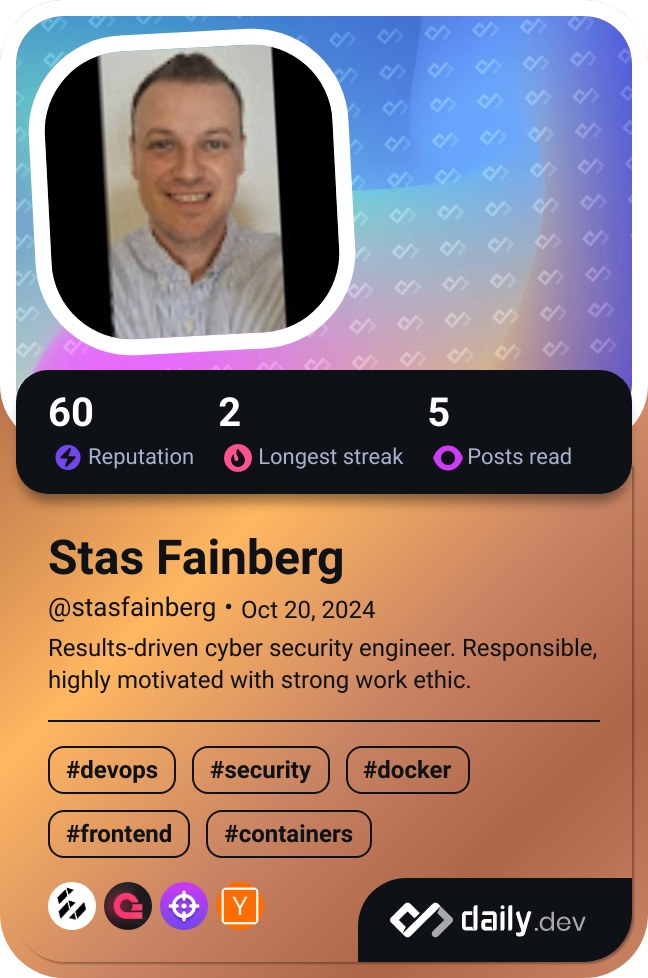 60 2 5
Reputation Longest streak Posts read
Stas Fainberg
@stasfainberg • Oct 20, 2024
Results-driven cyber security engineer. Responsible,
highly motivated with strong work ethic.
#devops #security #docker
#frontend #containers
Y
daily.dev